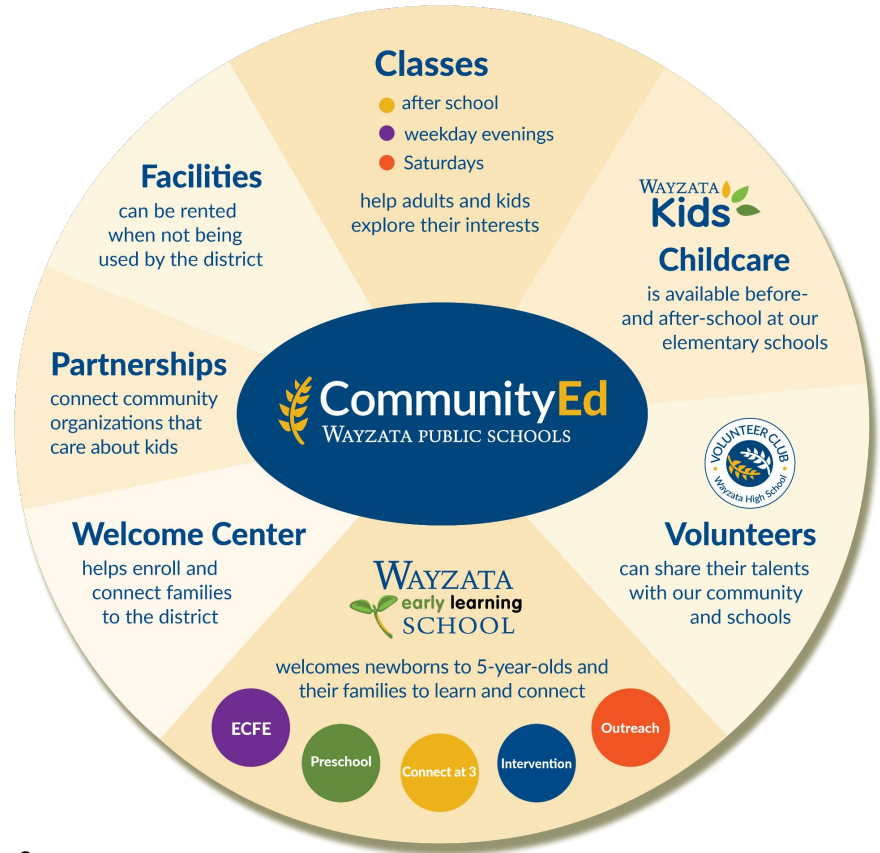 Classes
after school
weekday evenings
Saturdays
help adults and kids
explore their interests
WAYZATA
Kids
Childcare
is available before-
and after-school at our
elementary schools
VOLUNTEER CLUB
Wayzata High School
Volunteers
can share their talents
with our community
and schools
WAYZATA
early learning
SCHOOL
welcomes newborns to 5-year-olds and
their families to learn and connect
ECFE
Preschool
Connect at 3
Intervention
Outreach
Welcome Center
helps enroll and
connect families
to the district
Partnerships
connect community
organizations that
care about kids
Facilities
can be rented
when not being
used by the district
CommunityEd
WAYZATA PUBLIC SCHOOLS